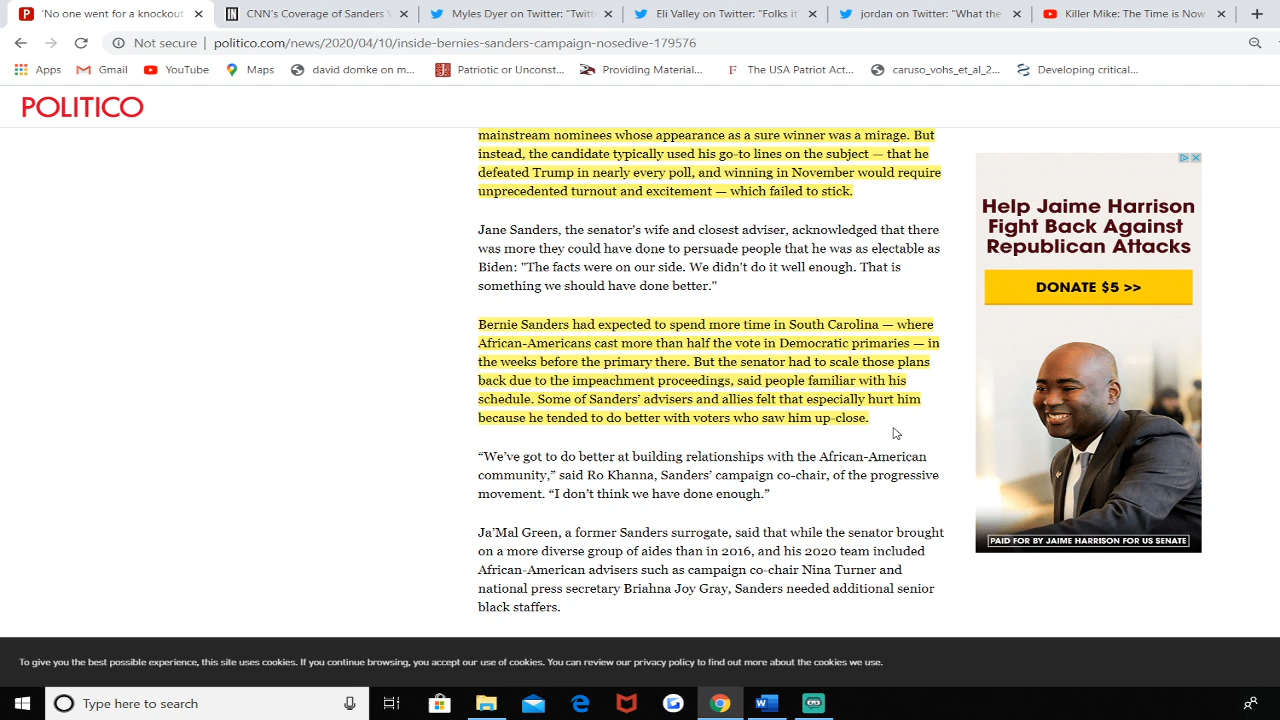 'No one went for a knockout
CNN's Coverage of Sanders
Myles Dyer on Twitter: "Twitt
Eli Valley on Twitter: "Folks i
jordan on Twitter: "What the
Killer Mike: The Time is Now
Not secure | politico.com/news/2020/04/10/inside-bernies-sanders-campaign-nosedive-179576
Apps Gmail YouTube Maps david domke on m... Patriotic or Unconst... Providing Material... The USA Patriot Act... caruso_vohs_et_al_2... Developing critical...
POLITICO
mainstream nominees whose appearance as a sure winner was a mirage. But
instead, the candidate typically used his go-to lines on the subject — that he
defeated Trump in nearly every poll, and winning in November would require
unprecedented turnout and excitement — which failed to stick.
Jane Sanders, the senator's wife and closest adviser, acknowledged that there
was more they could have done to persuade people that he was as electable as
Biden: "The facts were on our side. We didn't do it well enough. That is
something we should have done better."
Bernie Sanders had expected to spend more time in South Carolina — where
African-Americans cast more than half the vote in Democratic primaries — in
the weeks before the primary there. But the senator had to scale those plans
back due to the impeachment proceedings, said people familiar with his
schedule. Some of Sanders' advisers and allies felt that especially hurt him
because he tended to do better with voters who saw him up-close.
“We've got to do better at building relationships with the African-American
community,” said Ro Khanna, Sanders' campaign co-chair, of the progressive
movement. “I don't think we have done enough.”
Ja'Mal Green, a former Sanders surrogate, said that while the senator brought
on a more diverse group of aides than in 2016, and his 2020 team included
African-American advisers such as campaign co-chair Nina Turner and
national press secretary Briahna Joy Gray, Sanders needed additional senior
black staffers.
Help Jaime Harrison
Fight Back Against
Republican Attacks
DONATE $5 >>
PAID FOR BY JAIME HARRISON FOR US SENATE
To give you the best possible experience, this site uses cookies. If you continue browsing, you accept our use of cookies. You can review our privacy policy to find out more about the cookies we use.
Type here to search